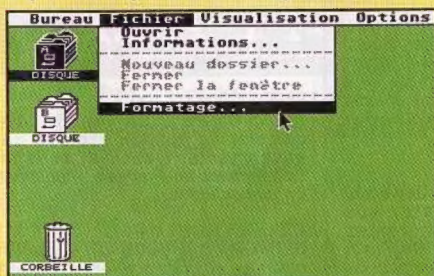 Bureau Fichier Visualisation Options
Ouvrir
Informations...
Nouveau dossier...
Fermer
Fermer la fenêtre
Formatage...
A
DISQUE
B
DISQUE
CORBEILLE